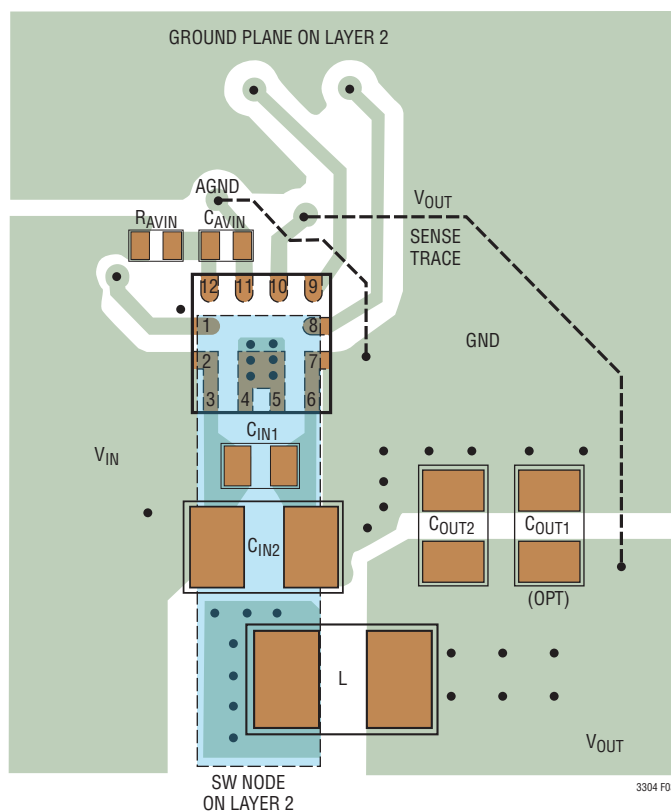 GROUND PLANE ON LAYER 2
AGND
VOUT
RAVIN
CAVIN
SENSE
TRACE
12 11 10 9
1 8
2 7
3 4 5 6
GND
CIN1
VIN
CIN2
COUT2
COUT1
(OPT)
L
VOUT
SW NODE
ON LAYER 2
3304 F0